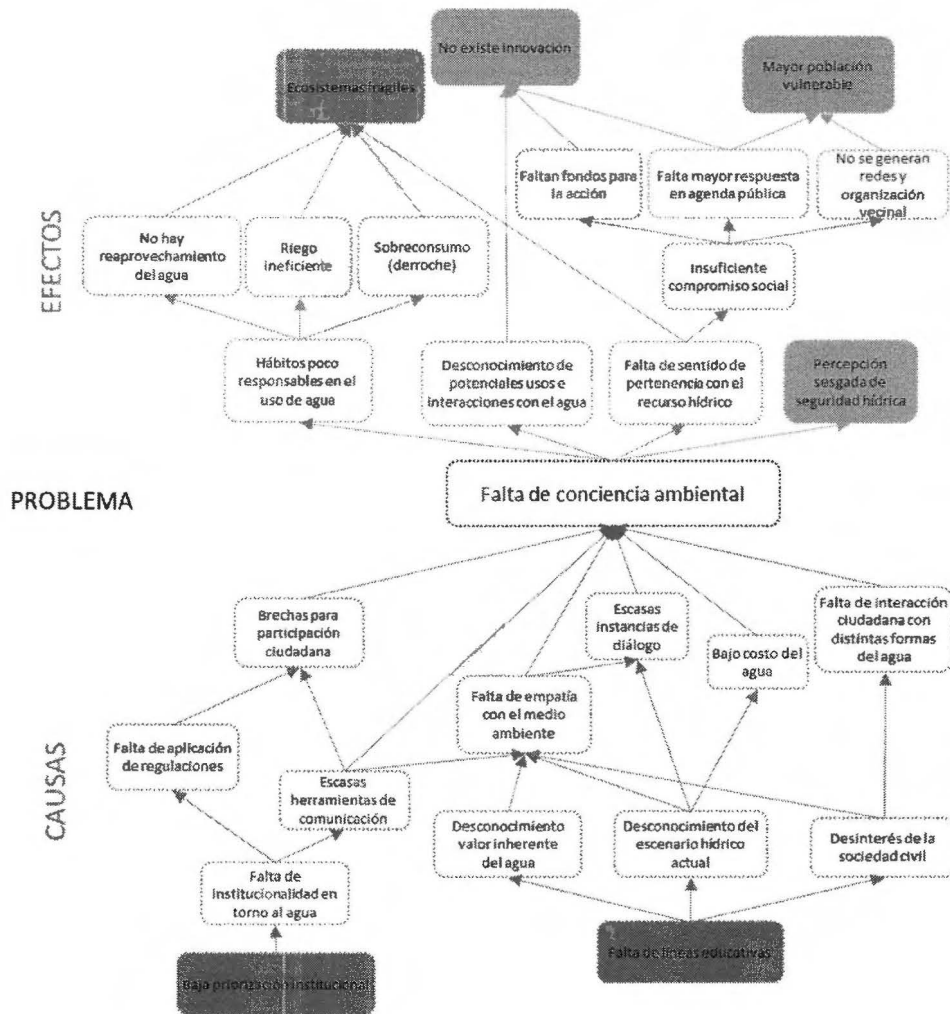 No existe innovación
Ecosistemas frágiles
Mayor población
vulnerable
Faltan fondos para
la acción
Falta mayor respuesta
en agenda pública
No se generan
redes y
organización
vecinal
EFECTOS
No hay
reaprovechamiento
del agua
Riego
ineficiente
Sobreconsumo
(derroche)
Insuficiente
compromiso social
Hábitos poco
responsables en el
uso de agua
Desconocimiento de
potenciales usos e
interacciones con el agua
Falta de sentido de
pertenencia con el
recurso hídrico
Percepción
sesgada de
seguridad hídrica
PROBLEMA
Falta de conciencia ambiental
Brechas para
participación
ciudadana
Escasas
instancias de
diálogo
Bajo costo del
agua
Falta de interacción
ciudadana con
distintas formas
del agua
CAUSAS
Falta de aplicación
de regulaciones
Escasas
herramientas de
comunicación
Falta de empatía
con el medio
ambiente
Desconocimiento
valor inherente
del agua
Desconocimiento del
escenario hídrico
actual
Desinterés de la
sociedad civil
Falta de
institucionalidad en
torno al agua
Baja priorización institucional
Falta de líneas educativas